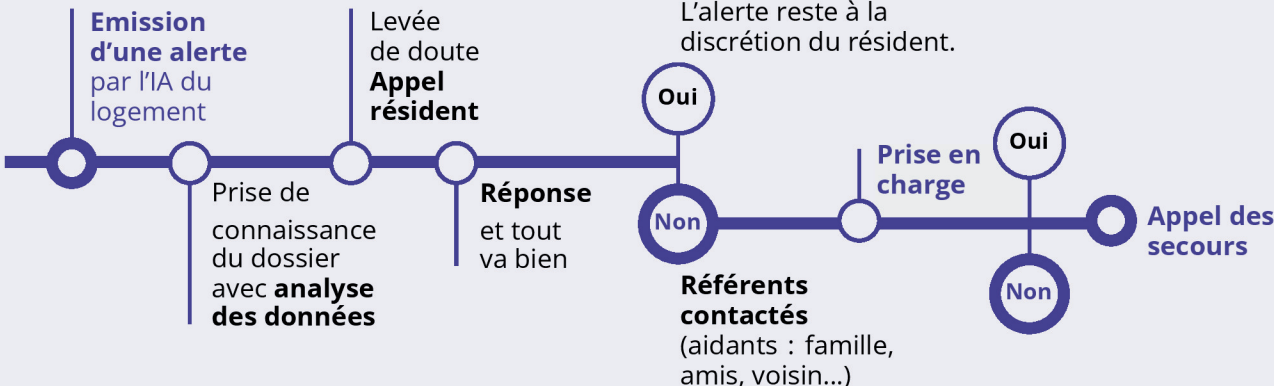 Emission
d'une alerte
par l'IA du
logement
Prise de
connaissance
du dossier
avec analyse
des données
Levée
de doute
Appel
résident
Réponse
et tout
va bien
L'alerte reste à la
discrétion du résident.
Oui
Non
Référents
contactés
(aidants : famille,
amis, voisin...)
Prise en
charge
Oui
Non
Appel des
secours